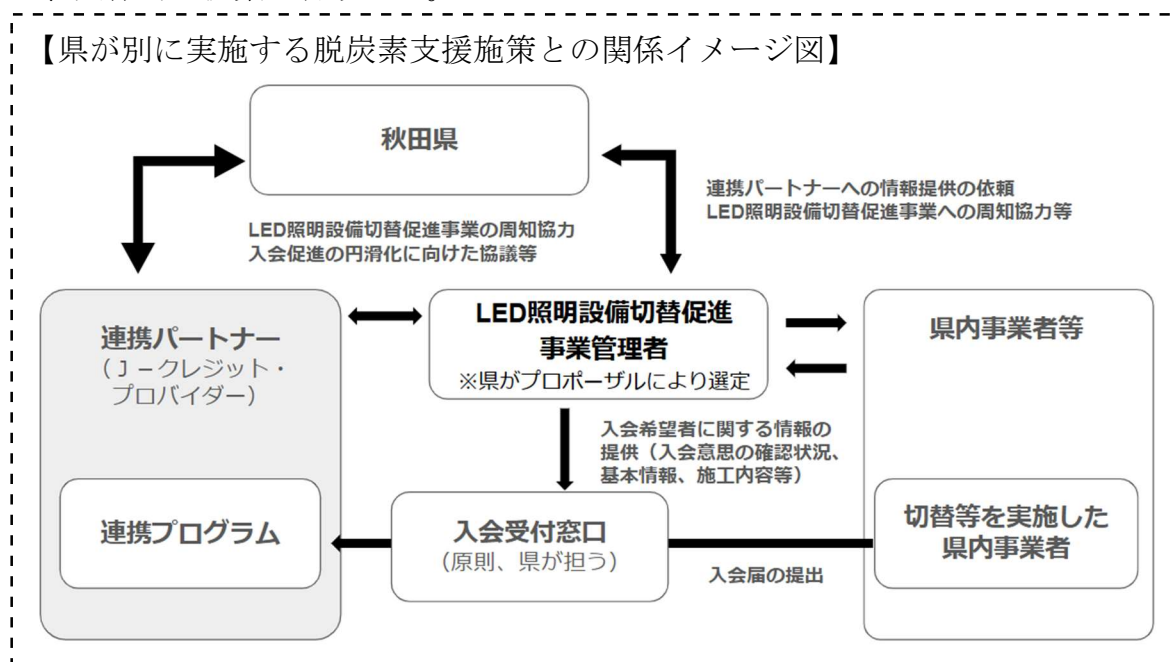 【県が別に実施する脱炭素支援施策との関係イメージ図】
秋田県
連携パートナーへの情報提供の依頼
LED照明設備切替促進事業への周知協力等
LED照明設備切替促進事業の周知協力
入会促進の円滑化に向けた協議等
連携パートナー
(J－クレジット・
プロバイダー)
LED照明設備切替促進
事業管理者
※県がプロポーザルにより選定
県内事業者等
入会希望者に関する情報の
提供（入会意思の確認状況、
基本情報、施工内容等）
連携プログラム
入会受付窓口
(原則、県が担う)
切替等を実施した
県内事業者
入会届の提出